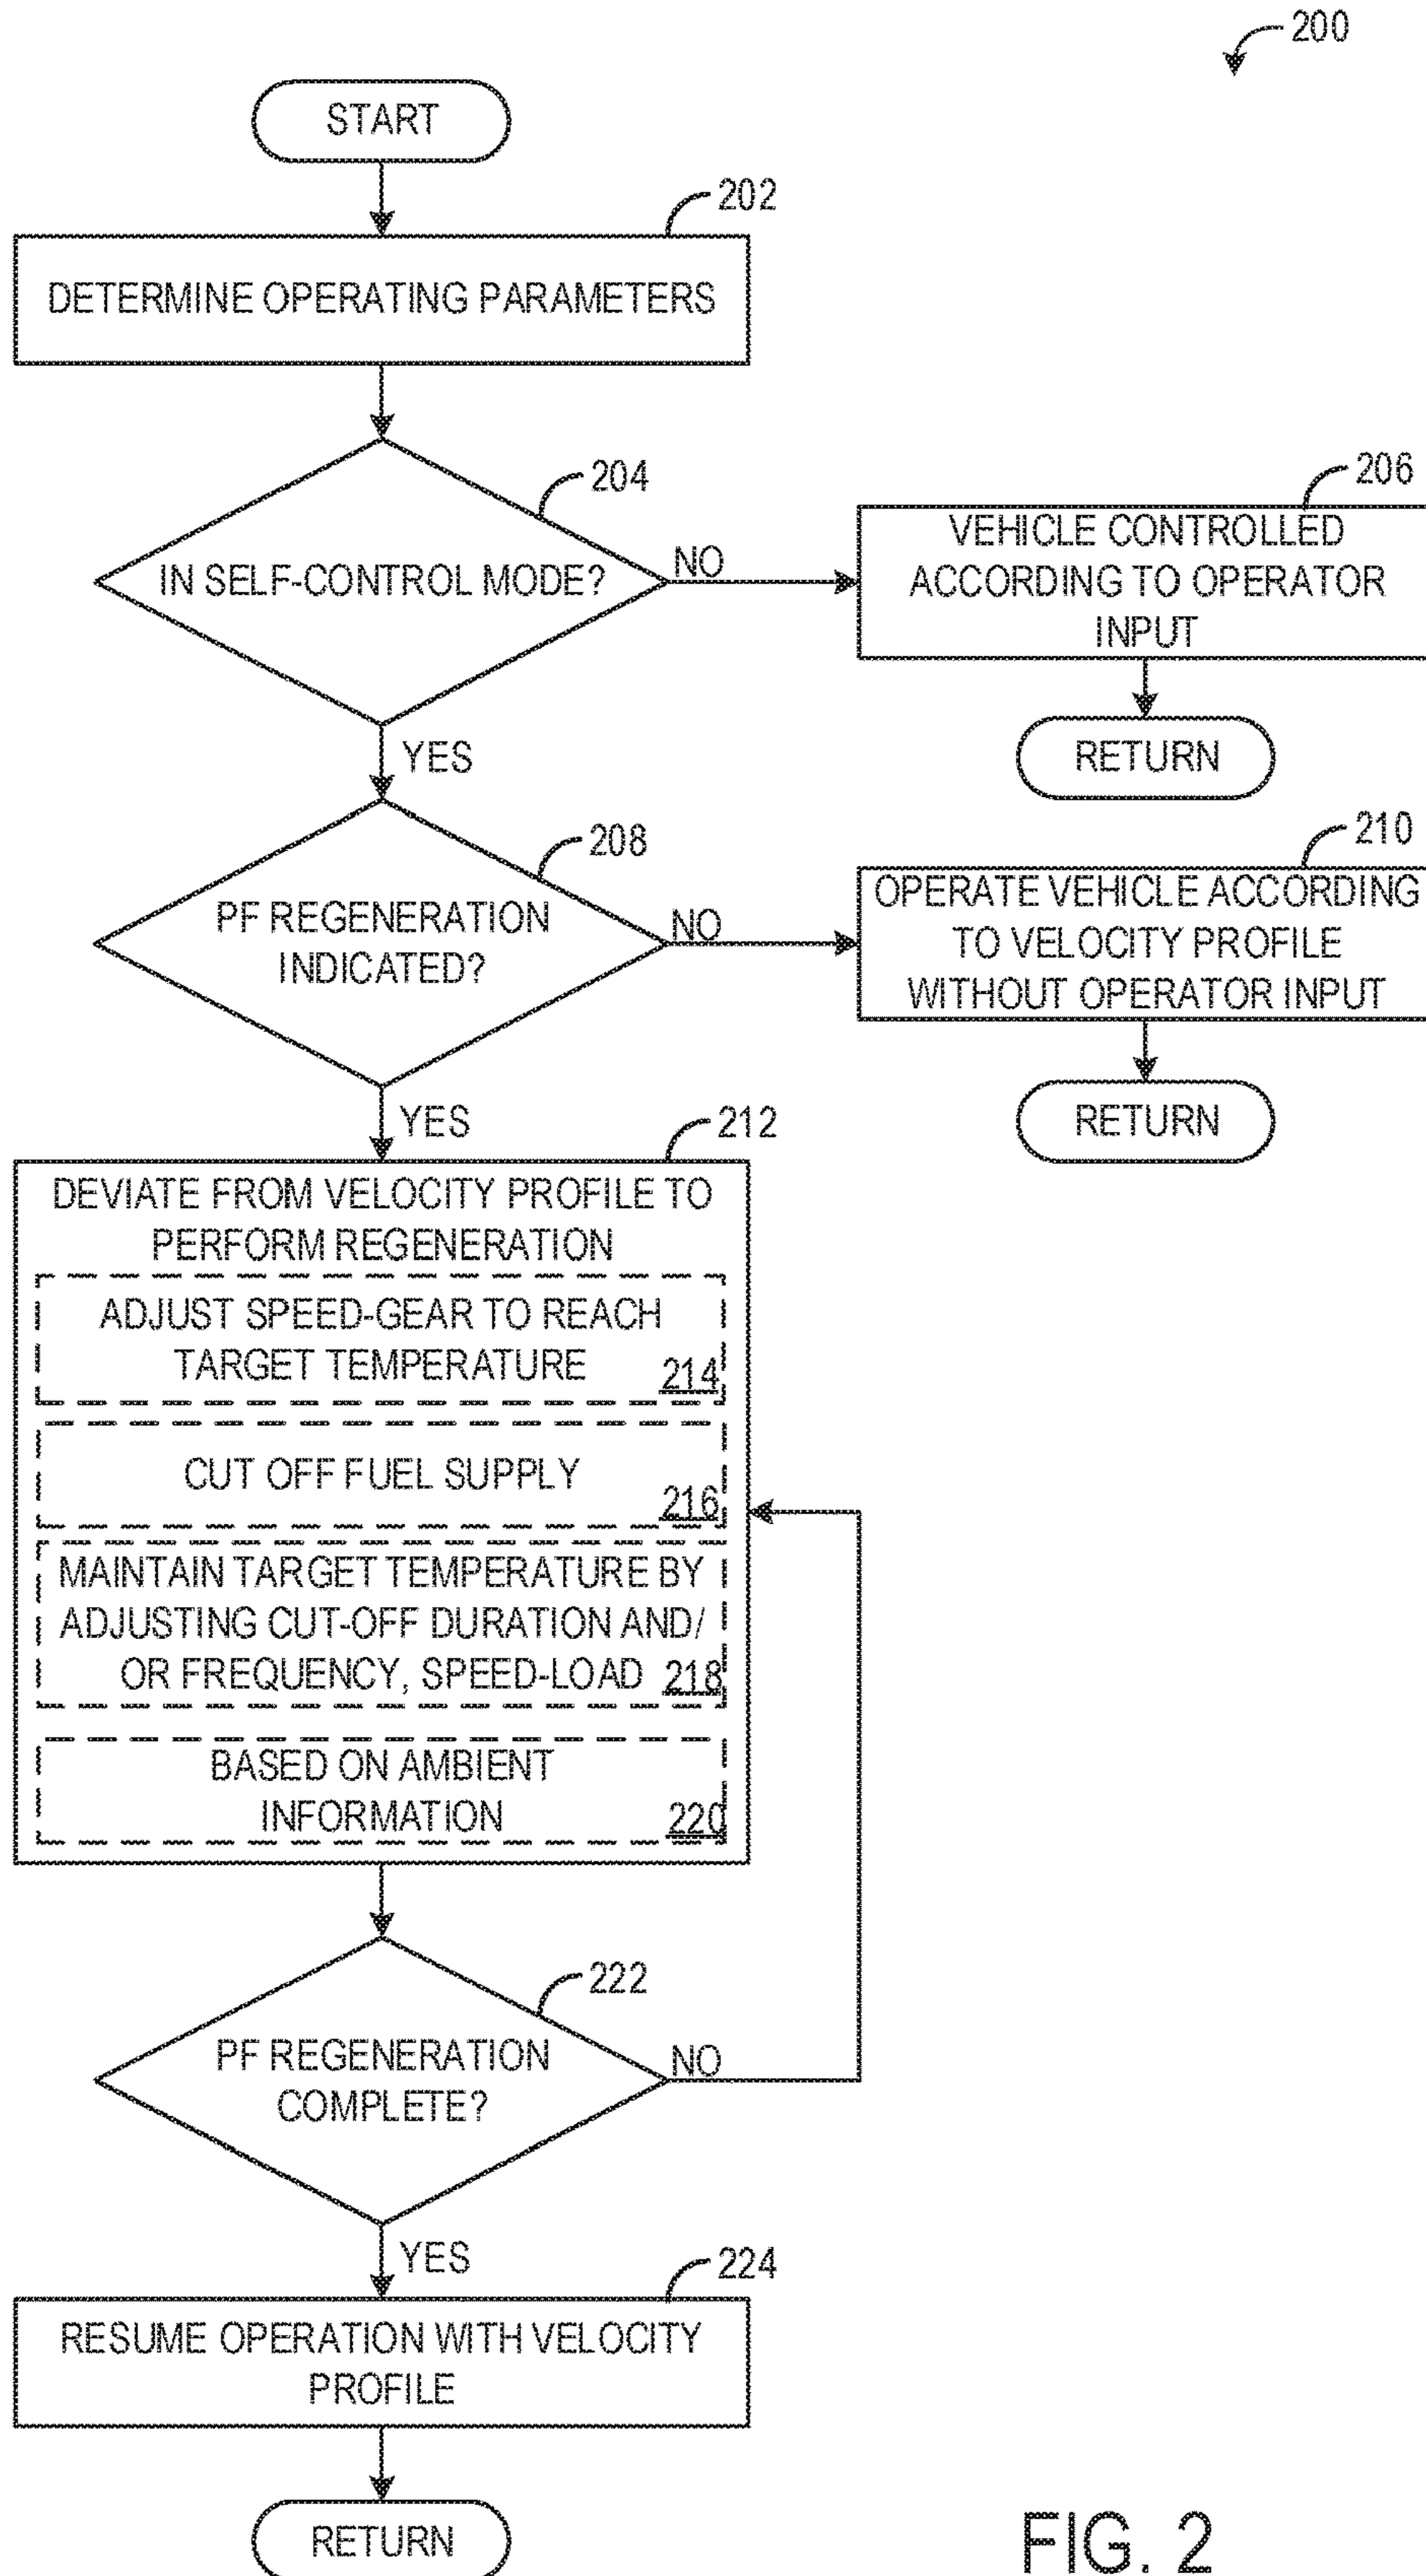 200
START
202
DETERMINE OPERATING PARAMETERS
204
IN SELF-CONTROL MODE?
NO
206
VEHICLE CONTROLLED
ACCORDING TO OPERATOR
INPUT
RETURN
YES
208
PF REGENERATION
INDICATED?
NO
210
OPERATE VEHICLE ACCORDING
TO VELOCITY PROFILE
WITHOUT OPERATOR INPUT
RETURN
YES
212
DEVIATE FROM VELOCITY PROFILE TO
PERFORM REGENERATION
ADJUST SPEED-GEAR TO REACH
TARGET TEMPERATURE
214
CUT OFF FUEL SUPPLY
216
MAINTAIN TARGET TEMPERATURE BY
ADJUSTING CUT-OFF DURATION AND/
OR FREQUENCY, SPEED-LOAD
218
BASED ON AMBIENT
INFORMATION
220
222
PF REGENERATION
COMPLETE?
NO
YES
224
RESUME OPERATION WITH VELOCITY
PROFILE
RETURN
FIG. 2